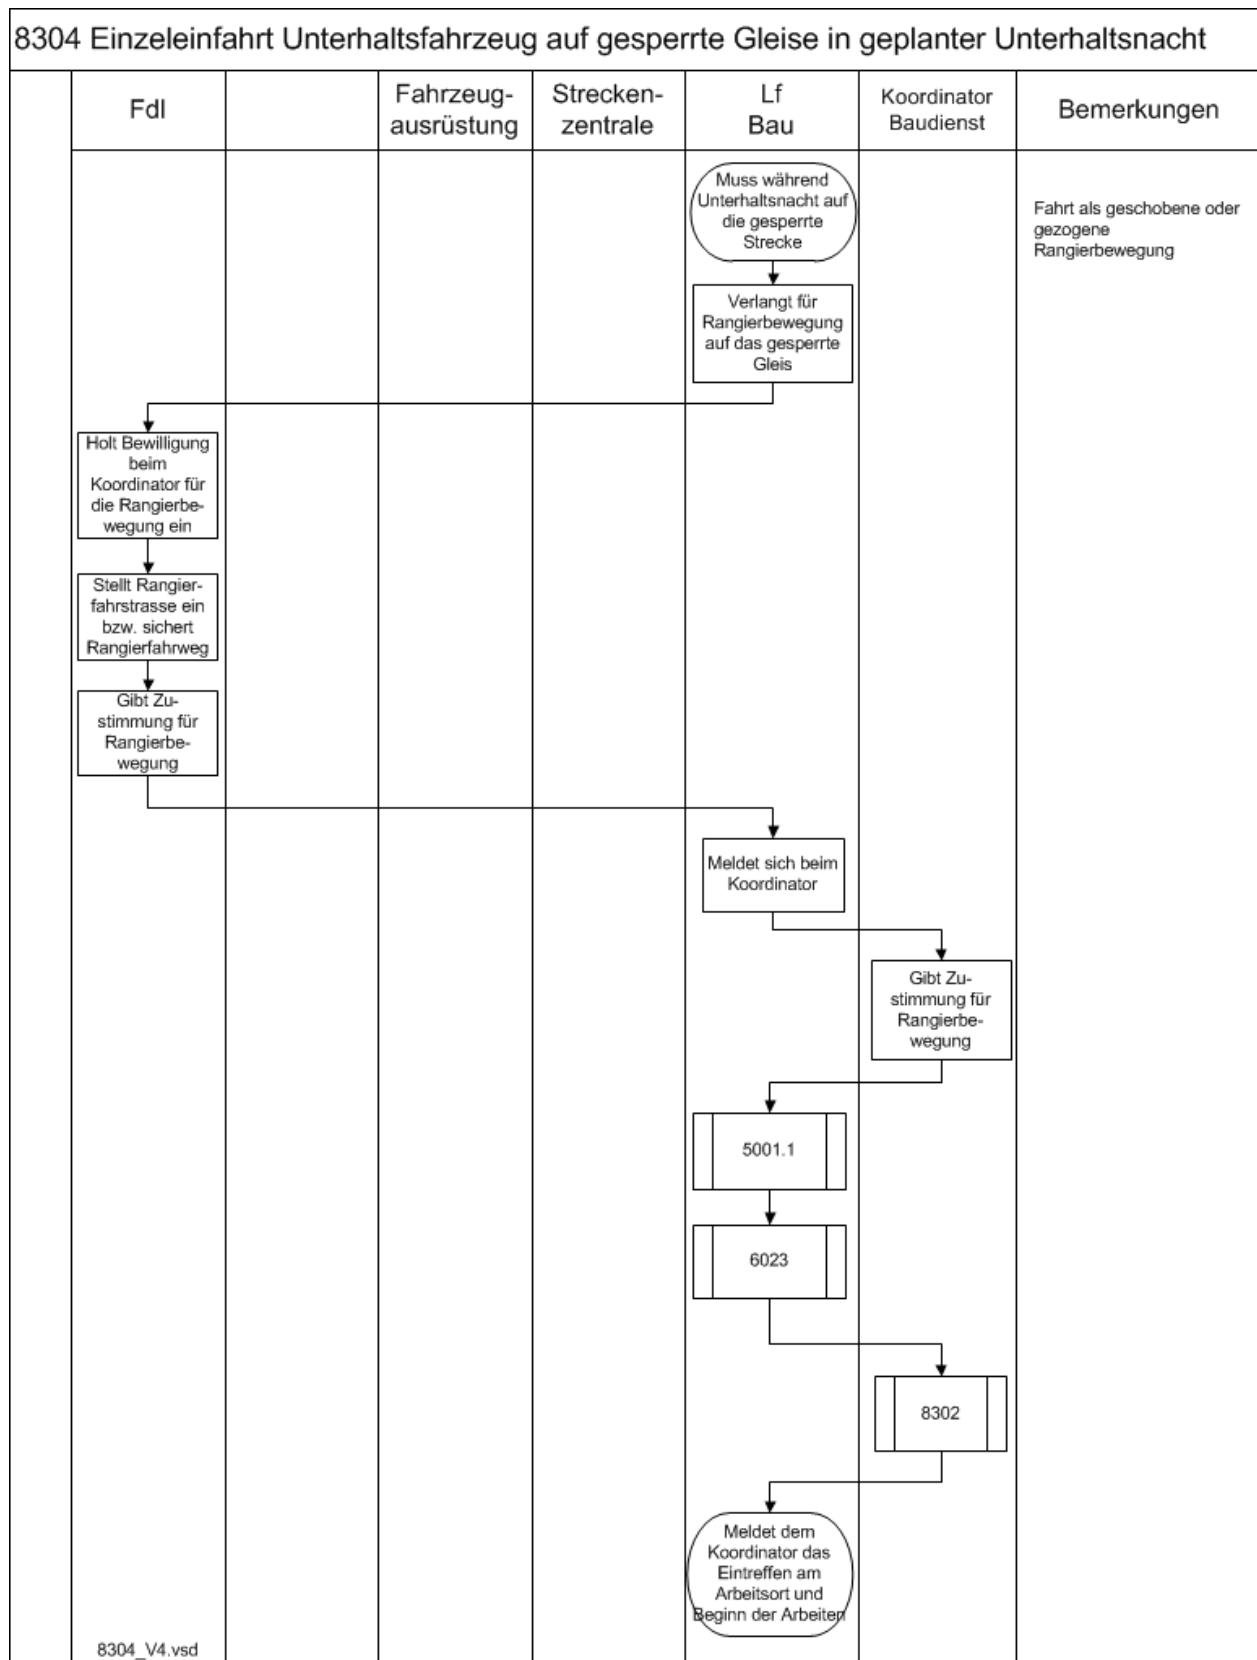 8304 Einzeleinfahrt Unterhaltsfahrzeug auf gesperrte Gleise in geplanter Unterhaltsnacht
Fdl
Fahrzeug-
ausrüstung
Strecken-
zentrale
Lf
Bau
Koordinator
Baudienst
Bemerkungen
Muss während
Unterhaltsnacht auf
die gesperrte
Strecke
Fahrt als geschobene oder
gezogene
Rangierbewegung
Verlangt für
Rangierbewegung
auf das gesperrte
Gleis
Holt Bewilligung
beim
Koordinator für
die Rangierbe-
wegung ein
Stellt Rangier-
fahrstrasse ein
bzw. sichert
Rangierfahrweg
Gibt Zu-
stimmung für
Rangierbe-
wegung
Meldet sich beim
Koordinator
Gibt Zu-
stimmung für
Rangierbe-
wegung
5001.1
6023
8302
Meldet dem
Koordinator das
Eintreffen am
Arbeitsort und
Beginn der Arbeiten
8304_V4.vsd